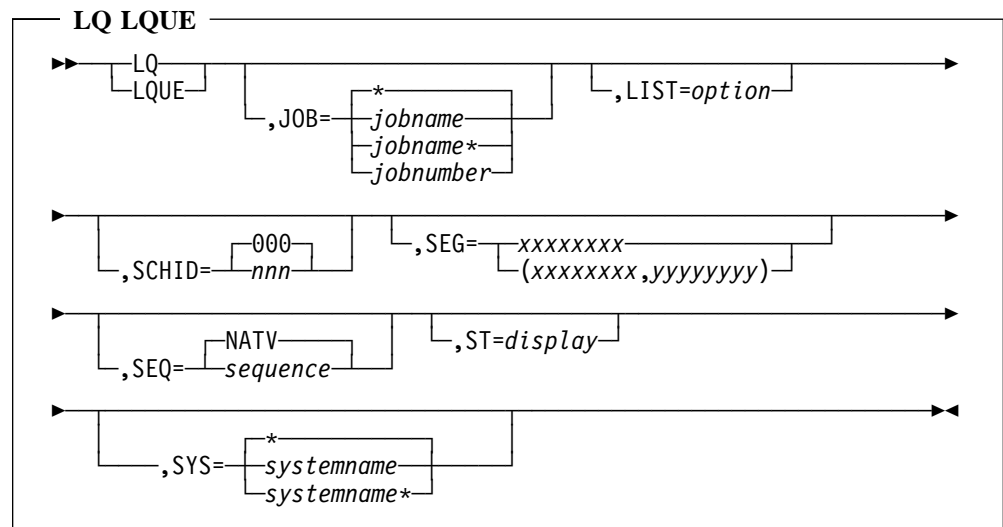 LQ LQUE
LQ
LQUE
,JOB=
*
jobname
jobname*
jobnumber
,LIST=option
,SCHID=
000
nnn
,SEG=
xxxxxxxx
(xxxxxxxx,yyyyyyyy)
,SEQ=
NATV
sequence
,ST=display
,SYS=
*
systemname
systemname*